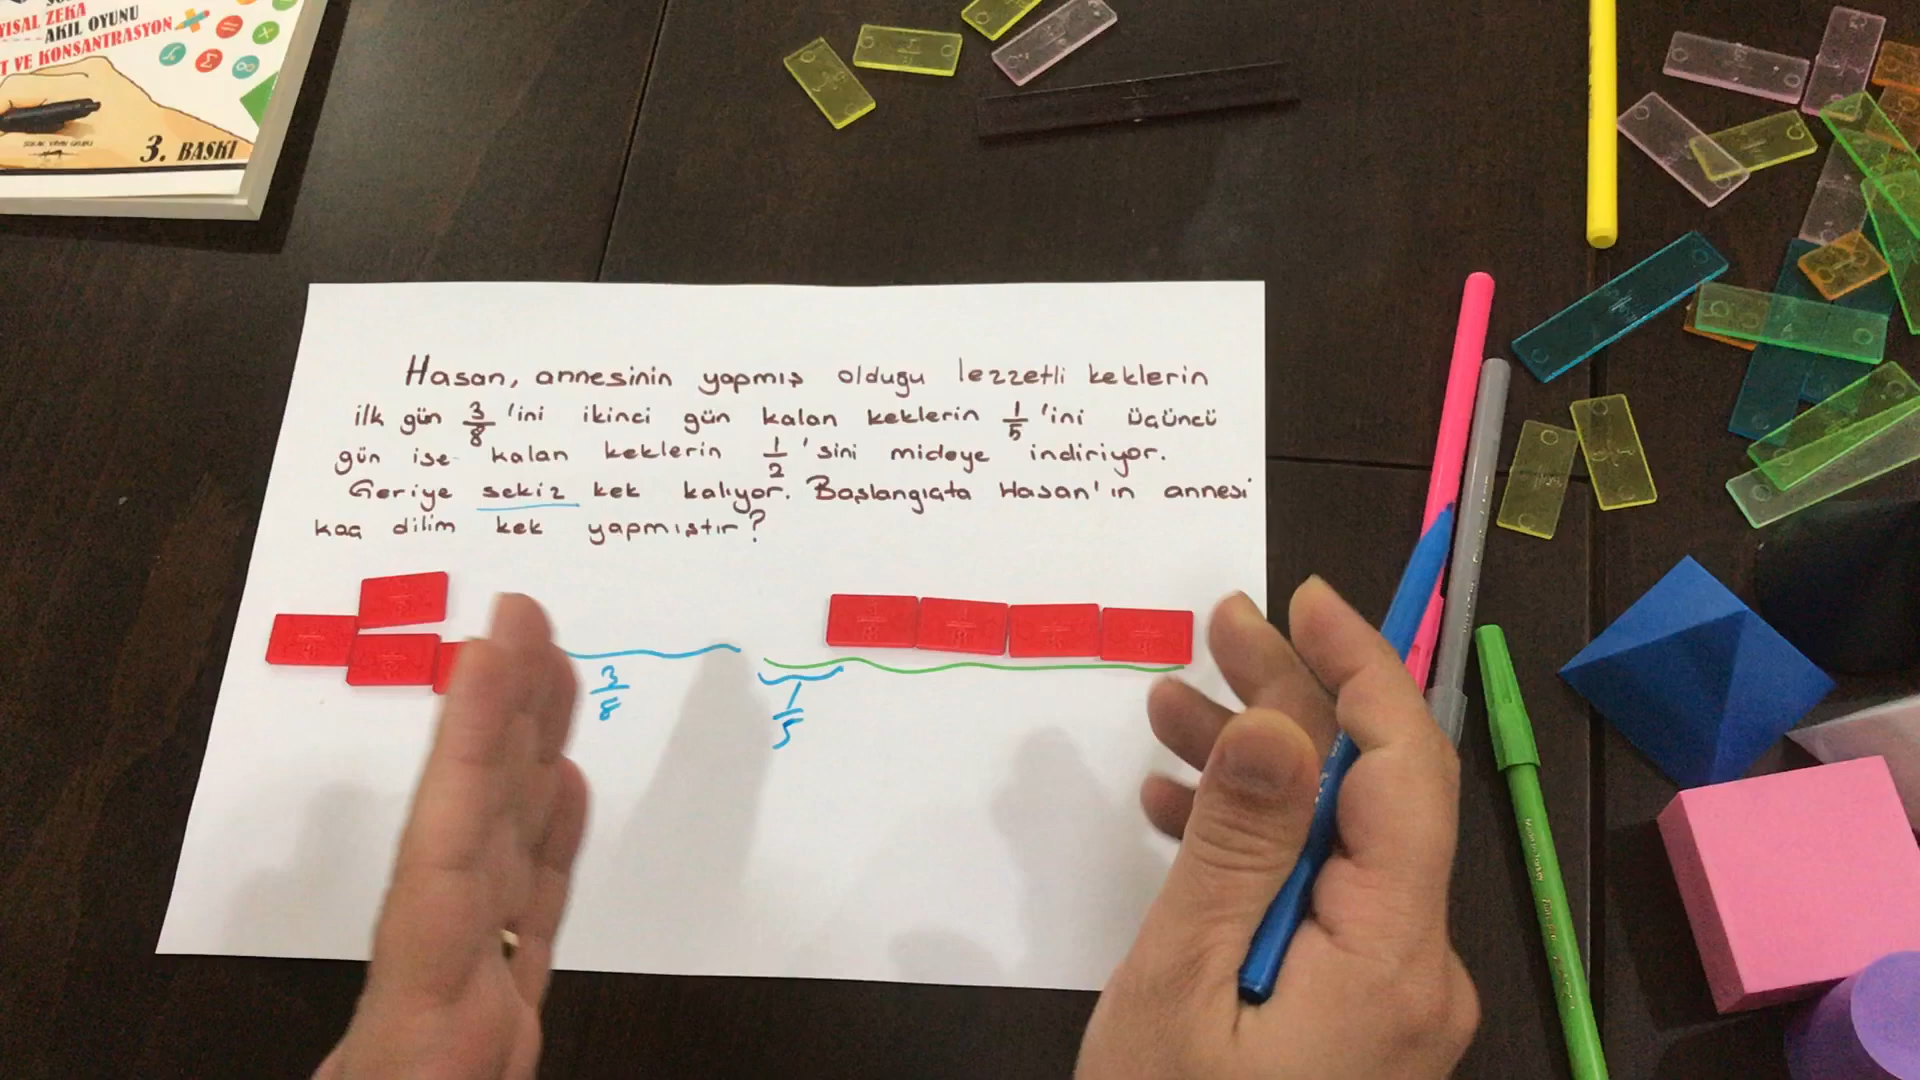 YISAL ZEKA
AKIL OYUNU
T VE KONSANTRASYON
3. BASKI
Hasan, annesinin yapmış olduğu lezzetli keklerin
ilk gün 3/8 'ini ikinci gün kalan keklerin 1/5 'ini üçüncü
gün ise kalan keklerin 1/2 'sini mideye indiriyor.
Geriye sekiz kek kalıyor. Başlangıçta Hasan'ın annesi
kaç dilim kek yapmıştır?
3/8
1/5